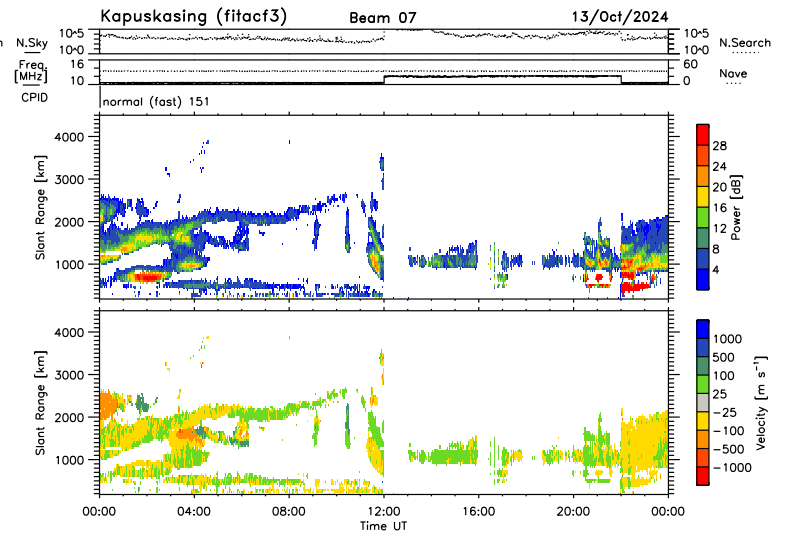 Kapuskasing (fitacf3) Beam 07 13/Oct/2024
N.Sky 10^5 10^0 10^5 10^0 N.Search
Freq. [MHz] 16 10 60 0 Nave
CPID normal (fast) 151
Slant Range [km] 4000 3000 2000 1000
28 24 20 16 12 8 4 Power [dB]
Slant Range [km] 4000 3000 2000 1000
1000 500 100 25 -25 -100 -500 -1000 Velocity [m s⁻¹]
00:00 04:00 08:00 12:00 16:00 20:00 00:00
Time UT